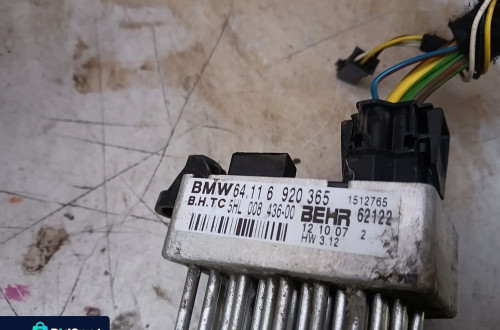 BMW 64.11 6 920 365 1512765
B.H.TC 5HL 008 436-00 BEHR 62122
12 10 07 2
HW 3.12